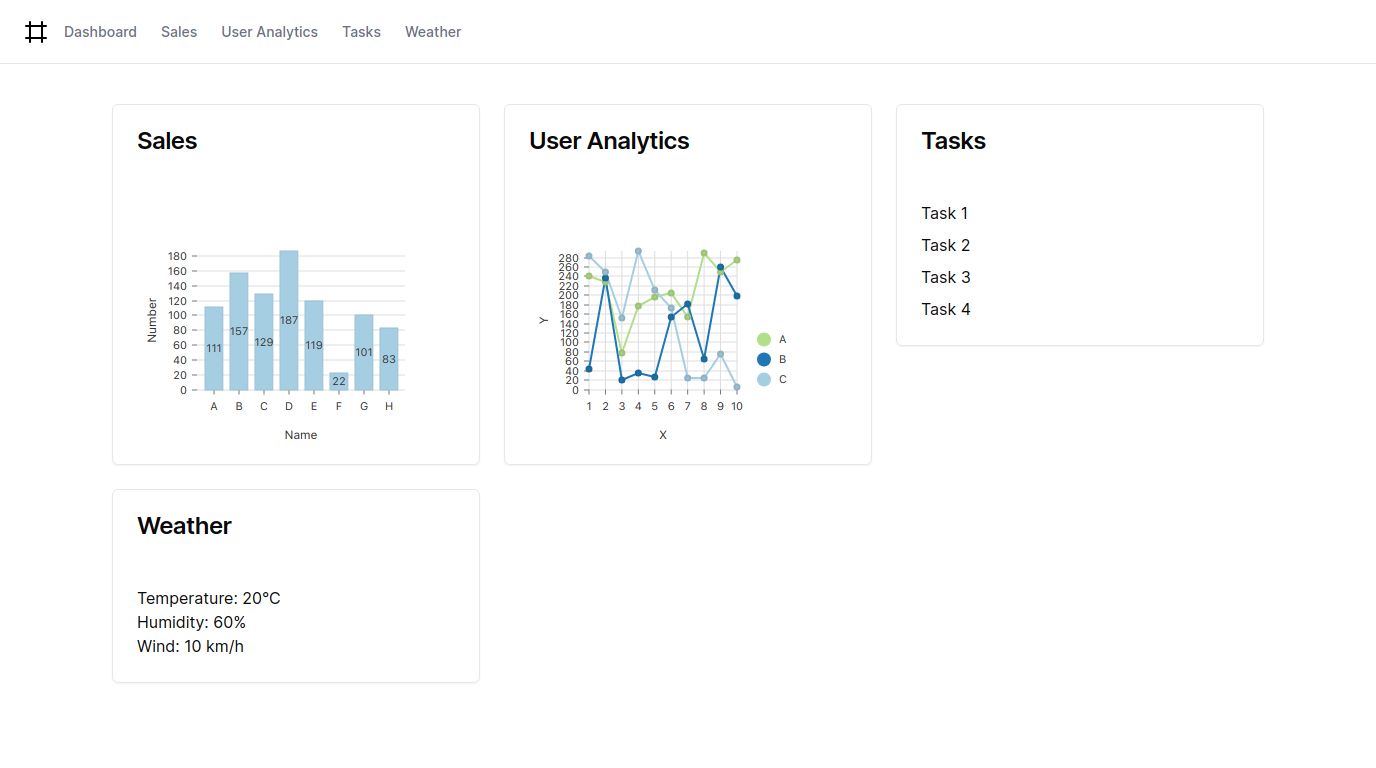 Dashboard Sales User Analytics Tasks Weather
Sales
180
160
140
120
100
80
60
40
20
0
Number
111
157
129
187
119
22
101
83
A B C D E F G H
Name
User Analytics
280
260
240
220
200
180
160
140
120
100
80
60
40
20
0
Y
1 2 3 4 5 6 7 8 9 10
X
A
B
C
Tasks
Task 1
Task 2
Task 3
Task 4
Weather
Temperature: 20°C
Humidity: 60%
Wind: 10 km/h